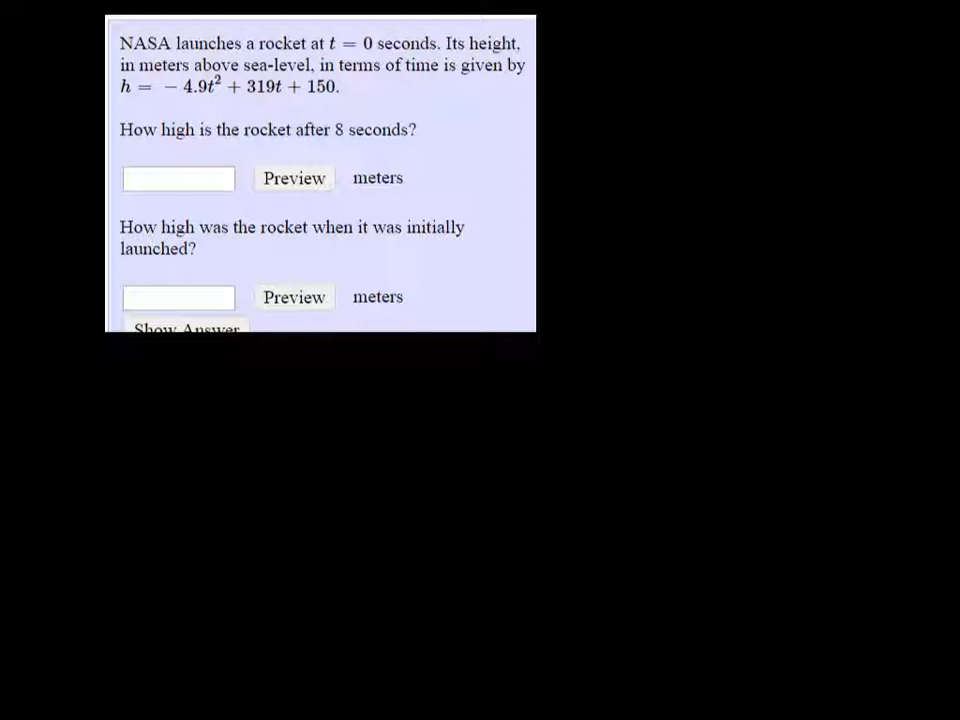 NASA launches a rocket at t = 0 seconds. Its height,
in meters above sea-level, in terms of time is given by
h = − 4.9t² + 319t + 150.
How high is the rocket after 8 seconds?
Preview meters
How high was the rocket when it was initially
launched?
Preview meters
Show Answer